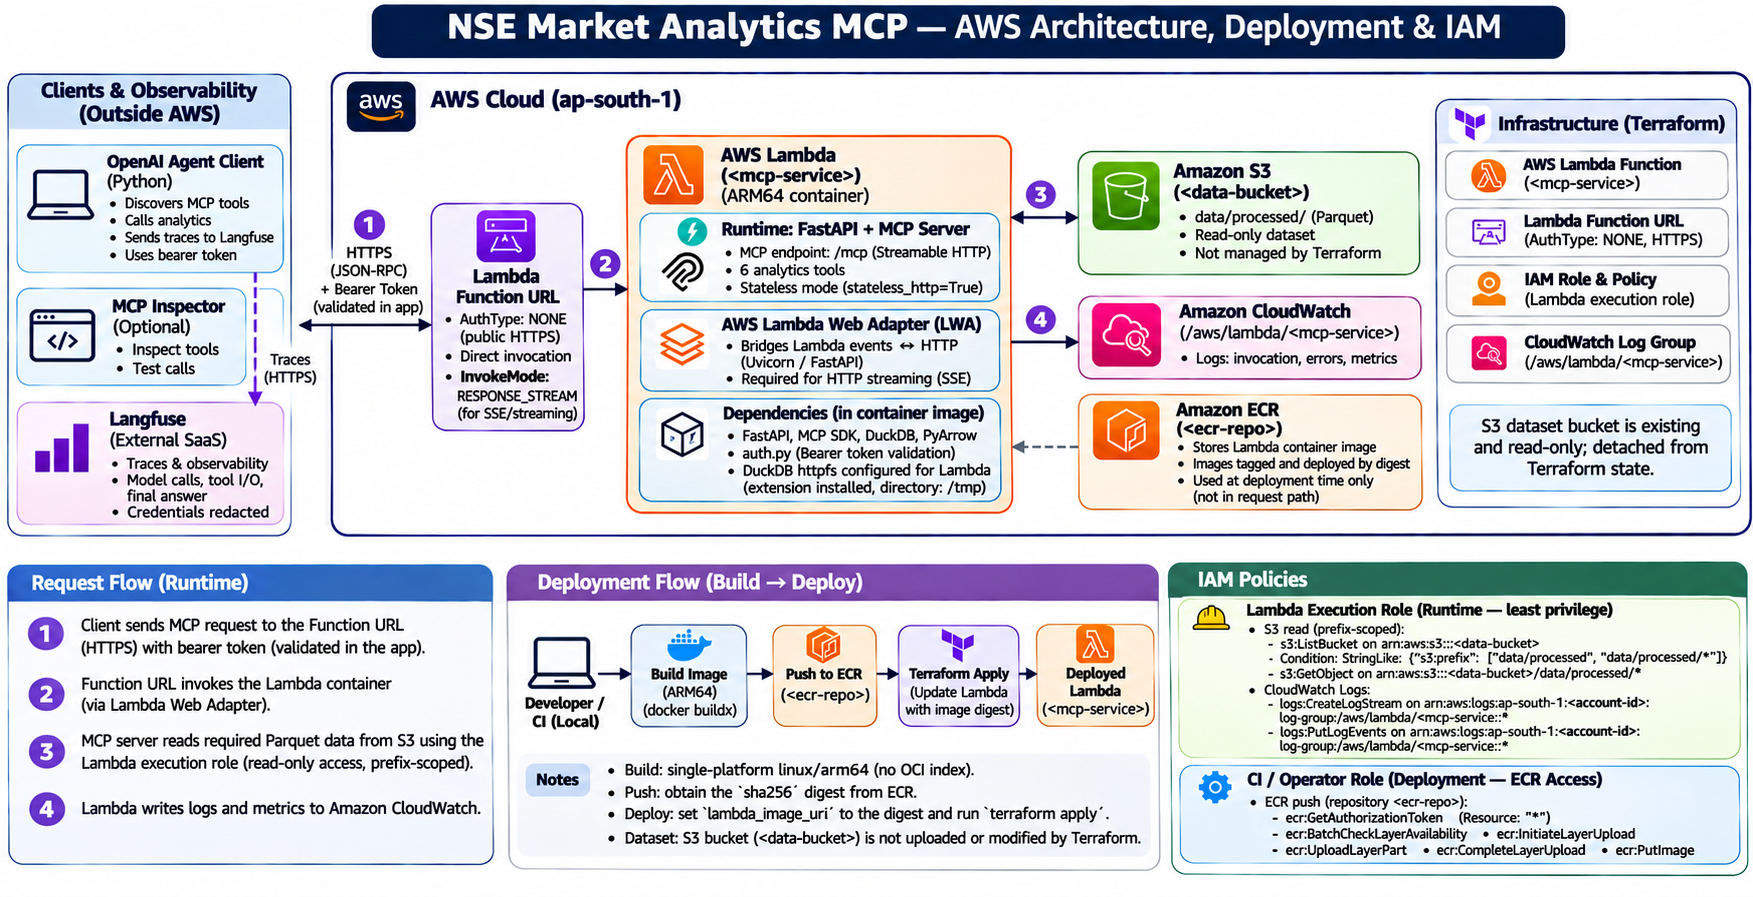 NSE Market Analytics MCP — AWS Architecture, Deployment & IAM
Clients & Observability
(Outside AWS)
OpenAI Agent Client
(Python)
• Discovers MCP tools
• Calls analytics
• Sends traces to Langfuse
• Uses bearer token
MCP Inspector
(Optional)
• Inspect tools
• Test calls
Traces
(HTTPS)
Langfuse
(External SaaS)
• Traces & observability
• Model calls, tool I/O,
final answer
• Credentials redacted
aws
AWS Cloud (ap-south-1)
1
HTTPS
(JSON-RPC)
+ Bearer Token
(validated in app)
Lambda
Function URL
• AuthType: NONE
(public HTTPS)
• Direct invocation
• InvokeMode:
RESPONSE_STREAM
(for SSE/streaming)
2
AWS Lambda
(<mcp-service>)
(ARM64 container)
Runtime: FastAPI + MCP Server
• MCP endpoint: /mcp (Streamable HTTP)
• 6 analytics tools
• Stateless mode (stateless_http=True)
AWS Lambda Web Adapter (LWA)
• Bridges Lambda events ↔ HTTP
(Uvicorn / FastAPI)
• Required for HTTP streaming (SSE)
Dependencies (in container image)
• FastAPI, MCP SDK, DuckDB, PyArrow
• auth.py (Bearer token validation)
• DuckDB httpfs configured for Lambda
(extension installed, directory: /tmp)
3
Amazon S3
(<data-bucket>)
• data/processed/ (Parquet)
• Read-only dataset
• Not managed by Terraform
4
Amazon CloudWatch
(/aws/lambda/<mcp-service>)
• Logs: invocation, errors, metrics
Amazon ECR
(<ecr-repo>)
• Stores Lambda container image
• Images tagged and deployed by digest
• Used at deployment time only
(not in request path)
Infrastructure (Terraform)
AWS Lambda Function
(<mcp-service>)
Lambda Function URL
(AuthType: NONE, HTTPS)
IAM Role & Policy
(Lambda execution role)
CloudWatch Log Group
(/aws/lambda/<mcp-service>)
S3 dataset bucket is existing
and read-only; detached from
Terraform state.
Request Flow (Runtime)
1 Client sends MCP request to the Function URL
(HTTPS) with bearer token (validated in the app).
2 Function URL invokes the Lambda container
(via Lambda Web Adapter).
3 MCP server reads required Parquet data from S3 using the
Lambda execution role (read-only access, prefix-scoped).
4 Lambda writes logs and metrics to Amazon CloudWatch.
Deployment Flow (Build → Deploy)
Developer /
CI (Local)
Build Image
(ARM64)
(docker buildx)
Push to ECR
(<ecr-repo>)
Terraform Apply
(Update Lambda
with image digest)
Deployed
Lambda
(<mcp-service>)
Notes
• Build: single-platform linux/arm64 (no OCI index).
• Push: obtain the `sha256´ digest from ECR.
• Deploy: set `lambda_image_uri´ to the digest and run `terraform apply´.
• Dataset: S3 bucket (<data-bucket>) is not uploaded or modified by Terraform.
IAM Policies
Lambda Execution Role (Runtime — least privilege)
• S3 read (prefix-scoped):
– s3:ListBucket on arn:aws:s3:::<data-bucket>
– Condition: StringLike: {"s3:prefix": ["data/processed", "data/processed/*"]}
– s3:GetObject on arn:aws:s3:::<data-bucket>/data/processed/*
• CloudWatch Logs:
– logs:CreateLogStream on arn:aws:logs:ap-south-1:<account-id>:
log-group:/aws/lambda/<mcp-service::*
– logs:PutLogEvents on arn:aws:logs:ap-south-1:<account-id>:
log-group:/aws/lambda/<mcp-service::*
CI / Operator Role (Deployment — ECR Access)
• ECR push (repository <ecr-repo>):
– ecr:GetAuthorizationToken (Resource: "*")
– ecr:BatchCheckLayerAvailability • ecr:InitiateLayerUpload
– ecr:UploadLayerPart • ecr:CompleteLayerUpload • ecr:PutImage